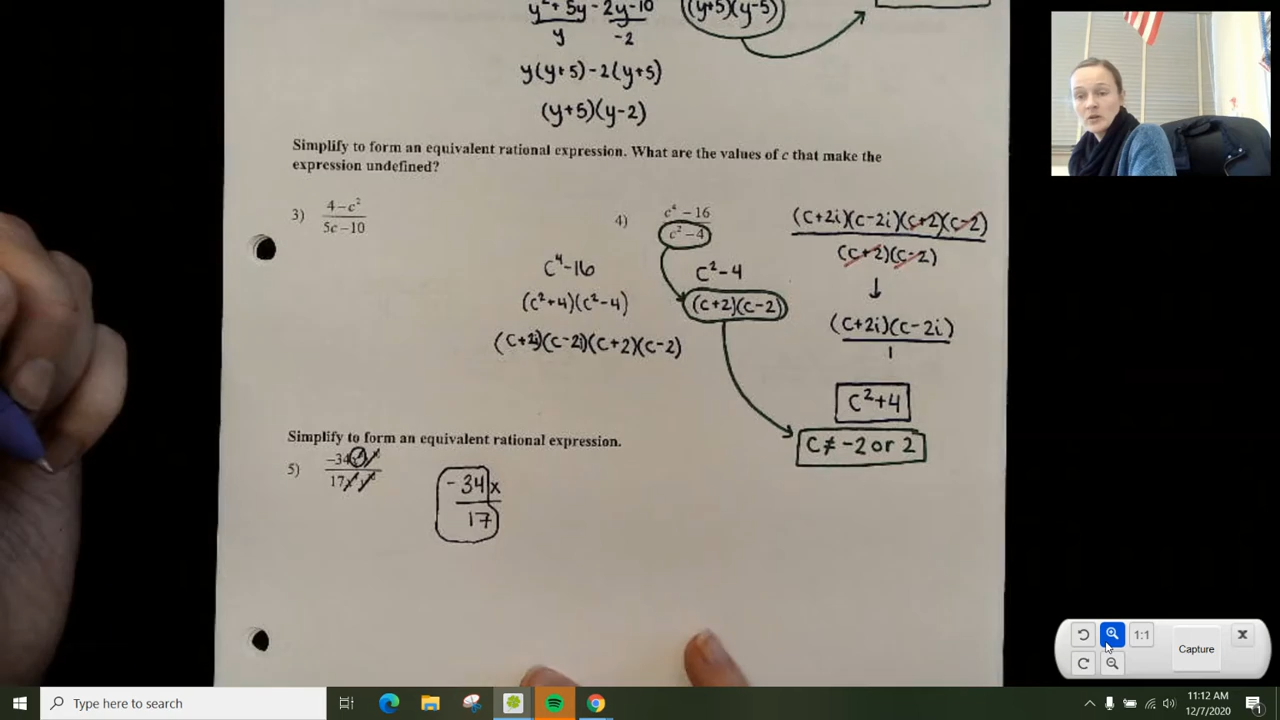 y² + 5y - 2y - 10
y
-2
(y+5)(y-5)
y(y+5) - 2(y+5)
(y+5)(y-2)
Simplify to form an equivalent rational expression. What are the values of c that make the
expression undefined?
3) 4 – c²
5c – 10
4) c⁴ – 16
c² – 4
c⁴ - 16
(c²+4)(c²-4)
(c+2i)(c-2i)(c+2)(c-2)
c² - 4
(c+2)(c-2)
(c+2i)(c-2i)(c+2)(c-2)
(c+2)(c-2)
↓
(c+2i)(c-2i)
1
c²+4
c ≠ -2 or 2
Simplify to form an equivalent rational expression.
5) –34
17
-34x
17
1:1
Capture
Type here to search
11:12 AM
12/7/2020
1